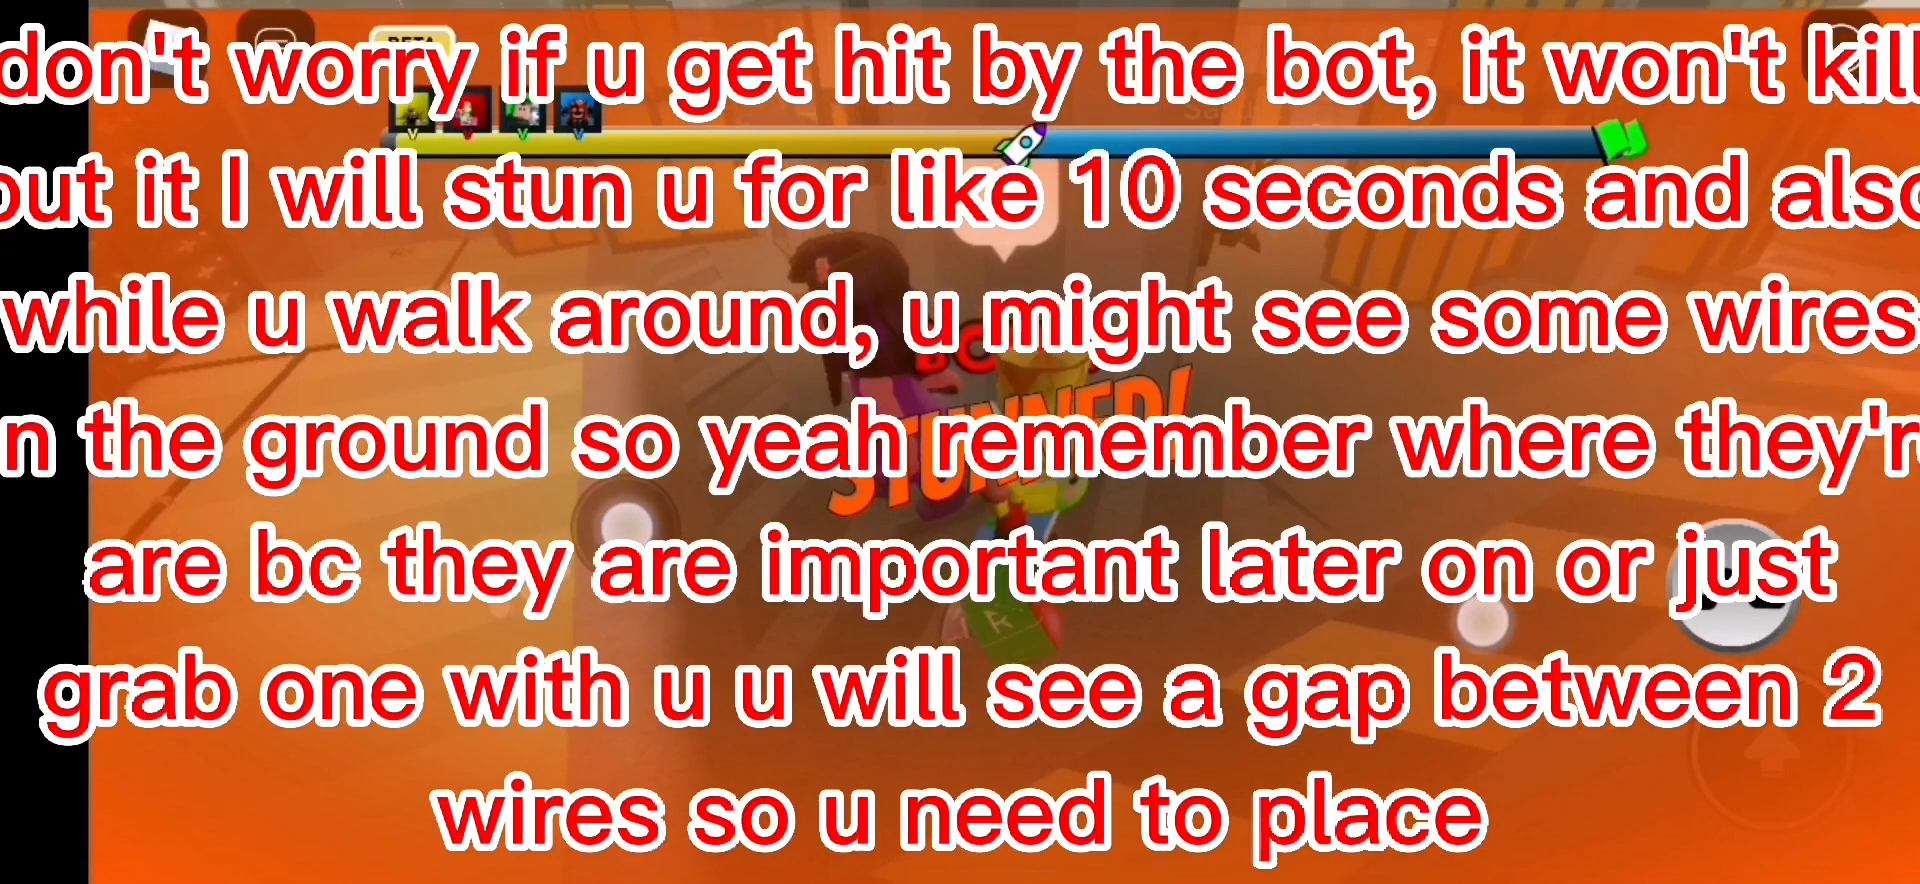 BETA
don't worry if u get hit by the bot, it won't kill
but it I will stun u for like 10 seconds and also
while u walk around, u might see some wires
n the ground so yeah remember where they're
STUNNED!
are bc they are important later on or just
grab one with u u will see a gap between 2
wires so u need to place